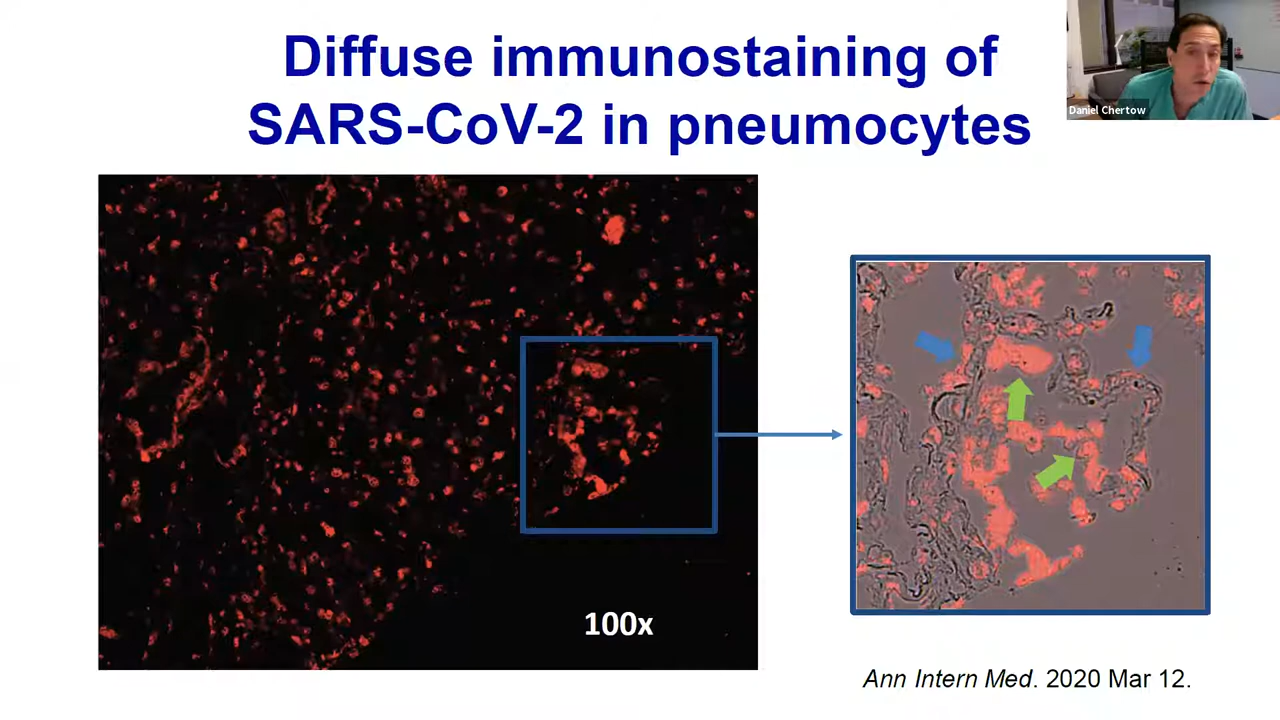 Diffuse immunostaining of
SARS-CoV-2 in pneumocytes
Daniel Chertow
100x
Ann Intern Med. 2020 Mar 12.